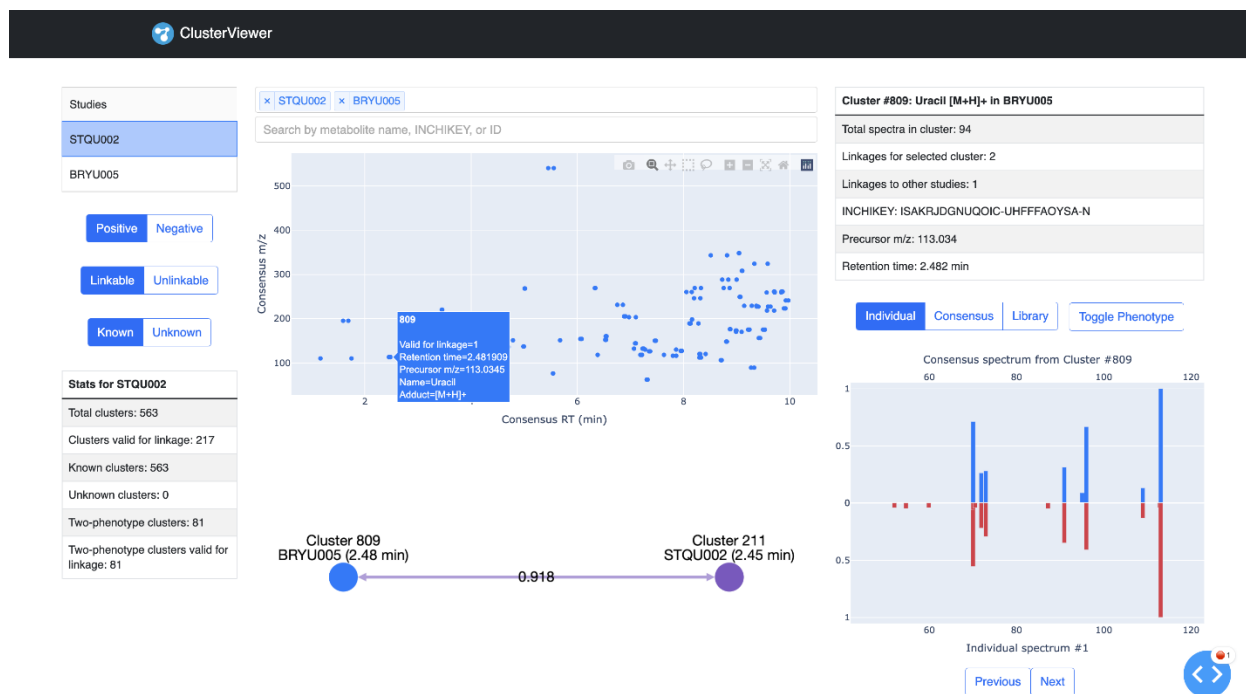 ClusterViewer
Studies
STQU002
BRYU005
Positive Negative
Linkable Unlinkable
Known Unknown
Stats for STQU002
Total clusters: 563
Clusters valid for linkage: 217
Known clusters: 563
Unknown clusters: 0
Two-phenotype clusters: 81
Two-phenotype clusters valid for
linkage: 81
× STQU002 × BRYU005
Search by metabolite name, INCHIKEY, or ID
Consensus m/z
500
400
300
200
100
809
Valid for linkage=1
Retention time=2.481909
Precursor m/z=113.0345
Name=Uracil
Adduct=[M+H]+
2 6 8 10
Consensus RT (min)
Cluster 809
BRYU005 (2.48 min)
0.918
Cluster 211
STQU002 (2.45 min)
Cluster #809: Uracil [M+H]+ in BRYU005
Total spectra in cluster: 94
Linkages for selected cluster: 2
Linkages to other studies: 1
INCHIKEY: ISAKRJDGNUQOIC-UHFFFAOYSA-N
Precursor m/z: 113.034
Retention time: 2.482 min
Individual Consensus Library Toggle Phenotype
Consensus spectrum from Cluster #809
60 80 100 120
1
0.5
0
0.5
1
60 80 100 120
Individual spectrum #1
Previous Next
1